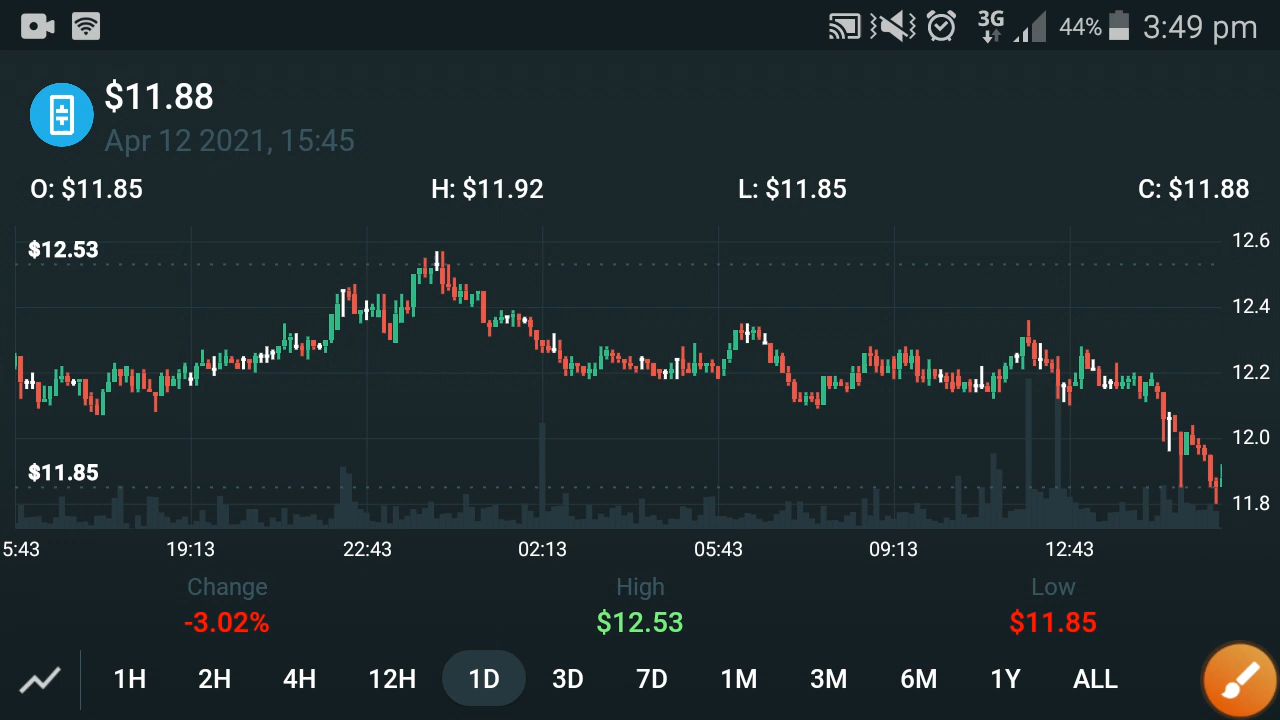 3G 44% 3:49 pm
$11.88
Apr 12 2021, 15:45
O: $11.85 H: $11.92 L: $11.85 C: $11.88
$12.53
12.6
12.4
12.2
12.0
$11.85
11.8
5:43 19:13 22:43 02:13 05:43 09:13 12:43
Change High Low
-3.02% $12.53 $11.85
1H 2H 4H 12H 1D 3D 7D 1M 3M 6M 1Y ALL